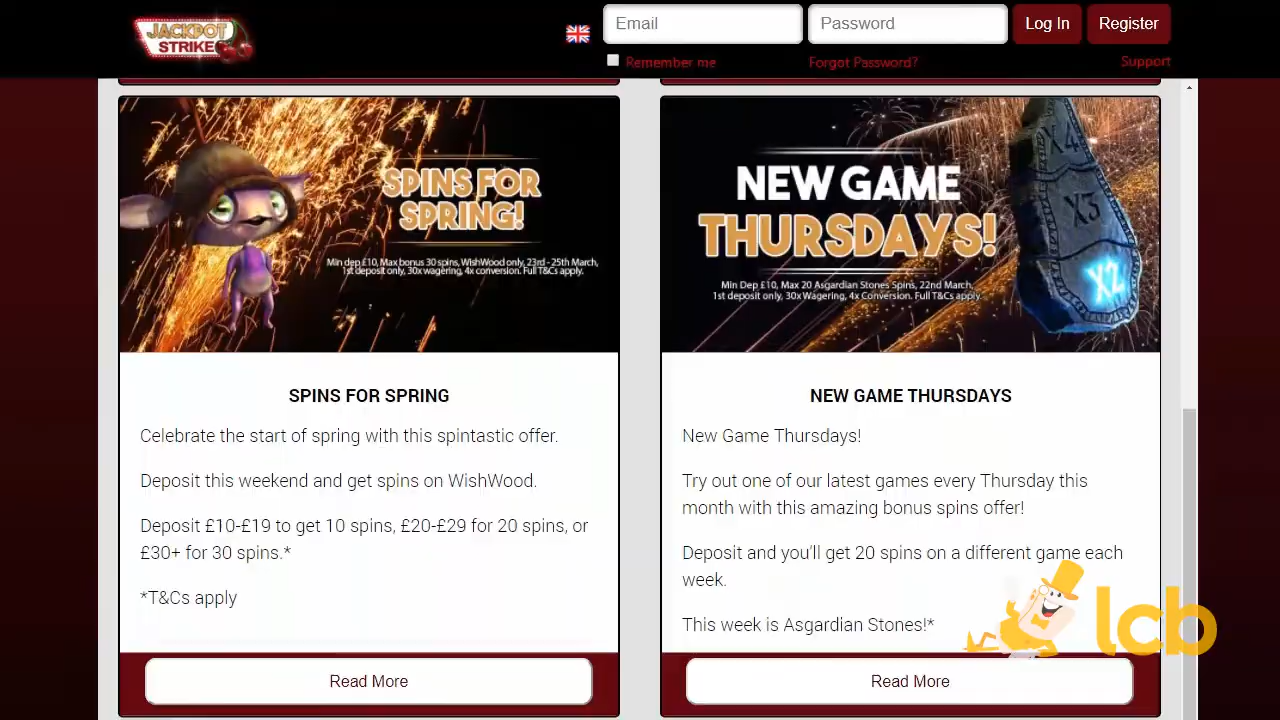 JACKPOT
STRIKE
Email
Password
Log In
Register
Remember me
Forgot Password?
Support
SPINS FOR
SPRING!
Min dep £10, Max bonus 30 spins, WishWood only, 23rd - 25th March,
1st deposit only, 30x wagering, 4x conversion. Full T&Cs apply.
NEW GAME
THURSDAYS!
Min Dep £10, Max 20 Asgardian Stones Spins, 22nd March,
1st deposit only, 30x Wagering, 4x Conversion. Full T&Cs apply.
X4
X3
X2
SPINS FOR SPRING
Celebrate the start of spring with this spintastic offer.
Deposit this weekend and get spins on WishWood.
Deposit £10-£19 to get 10 spins, £20-£29 for 20 spins, or
£30+ for 30 spins.*
*T&Cs apply
Read More
NEW GAME THURSDAYS
New Game Thursdays!
Try out one of our latest games every Thursday this
month with this amazing bonus spins offer!
Deposit and you'll get 20 spins on a different game each
week.
This week is Asgardian Stones!*
Read More
lcb